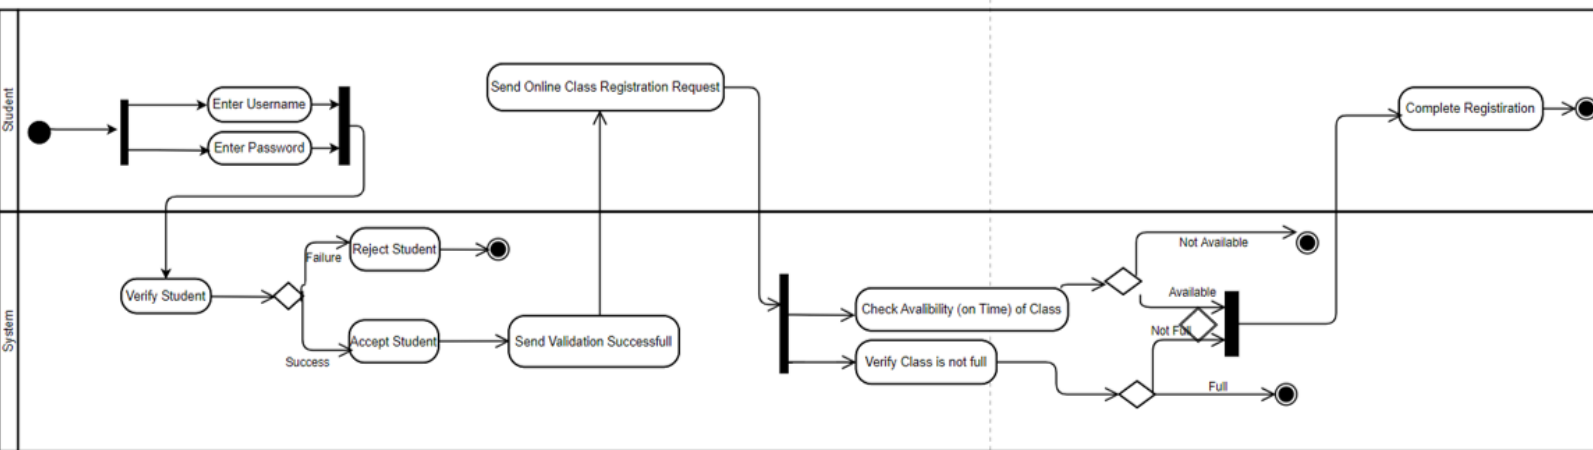 Student
Enter Username
Enter Password
Send Online Class Registration Request
Complete Registiration
System
Verify Student
Failure
Reject Student
Success
Accept Student
Send Validation Successfull
Check Avalibility (on Time) of Class
Verify Class is not full
Not Available
Available
Not Full
Full